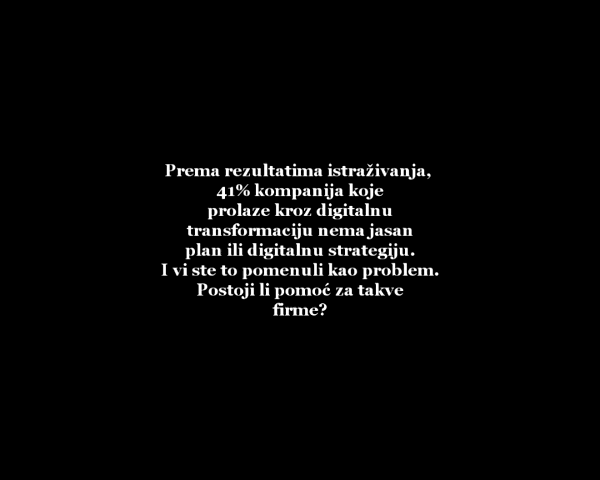 Prema rezultatima istraživanja,
41% kompanija koje
prolaze kroz digitalnu
transformaciju nema jasan
plan ili digitalnu strategiju.
I vi ste to pomenuli kao problem.
Postoji li pomoć za takve
firme?